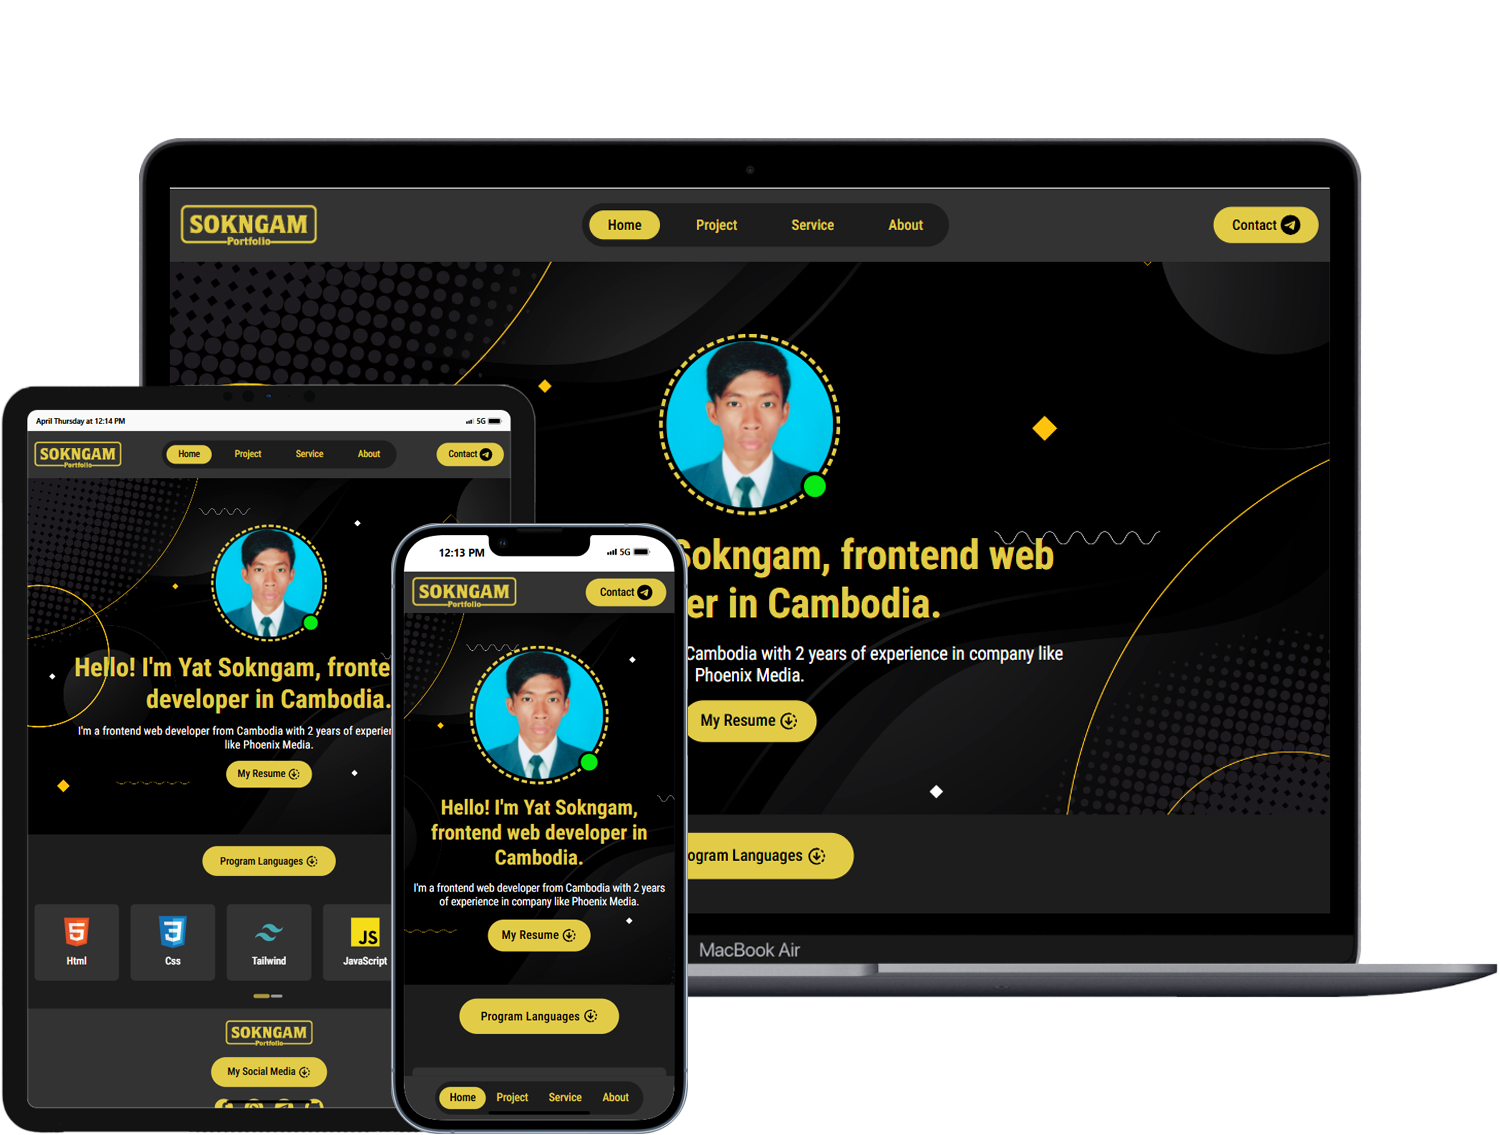 SOKNGAM
Portfolio
Home
Project
Service
About
Contact
Sokngam, frontend web
er in Cambodia.
Cambodia with 2 years of experience in company like
Phoenix Media.
My Resume
ogram Languages
MacBook Air
April Thursday at 12:14 PM
5G
SOKNGAM
Portfolio
Home
Project
Service
About
Contact
Hello! I'm Yat Sokngam, fronte
developer in Cambodia.
I'm a frontend web developer from Cambodia with 2 years of experien
like Phoenix Media.
My Resume
Program Languages
5
Html
3
Css
Tailwind
JS
JavaScript
SOKNGAM
Portfolio
My Social Media
12:13 PM
5G
SOKNGAM
Portfolio
Contact
Hello! I'm Yat Sokngam,
frontend web developer in
Cambodia.
I'm a frontend web developer from Cambodia with 2 years
of experience in company like Phoenix Media.
My Resume
Program Languages
Home
Project
Service
About